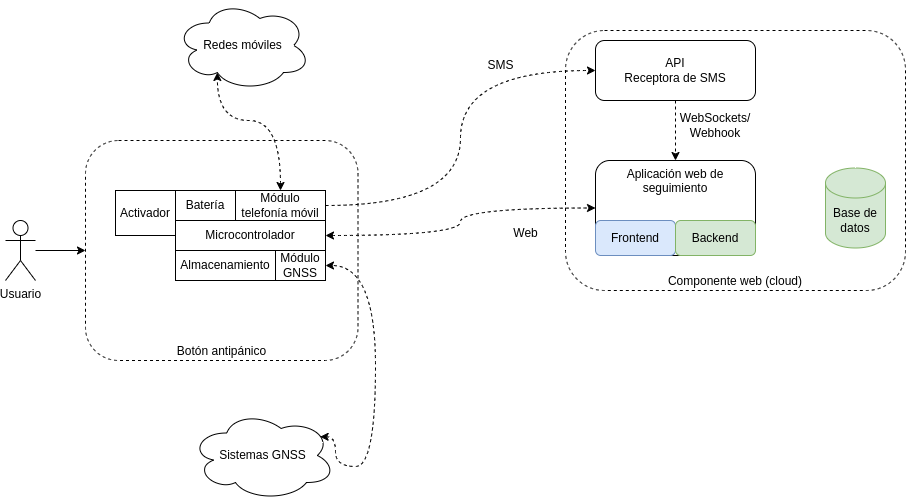 Redes móviles
SMS
API
Receptora de SMS
WebSockets/
Webhook
Aplicación web de
seguimiento
Frontend
Backend
Base de
datos
Componente web (cloud)
Web
Activador
Batería
Módulo
telefonía móvil
Microcontrolador
Almacenamiento
Módulo
GNSS
Usuario
Botón antipánico
Sistemas GNSS